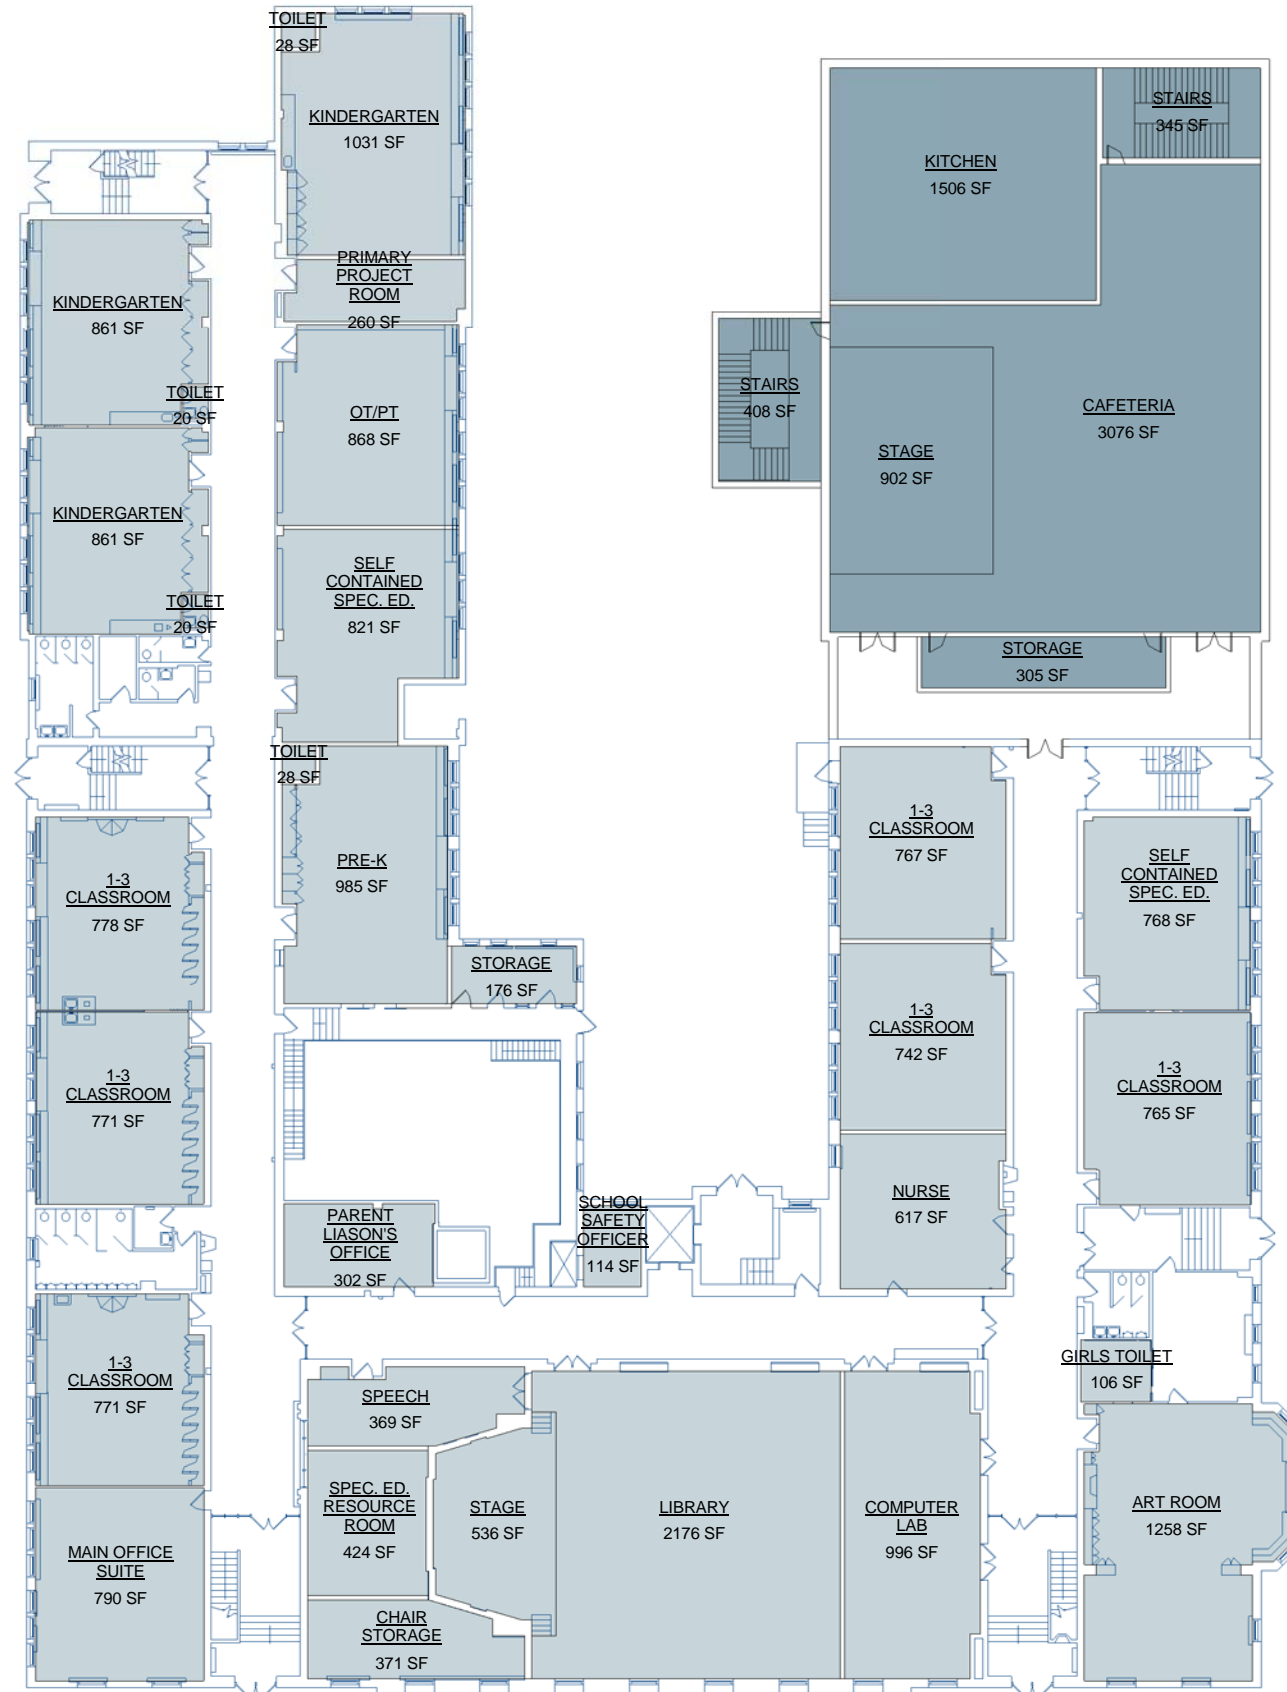 TOILET
28 SF
KINDERGARTEN
1031 SF
PRIMARY
PROJECT
ROOM
260 SF
KINDERGARTEN
861 SF
TOILET
20 SF
KINDERGARTEN
861 SF
TOILET
20 SF
OT/PT
868 SF
SELF
CONTAINED
SPEC. ED.
821 SF
STAIRS
345 SF
KITCHEN
1506 SF
STAIRS
408 SF
STAGE
902 SF
CAFETERIA
3076 SF
STORAGE
305 SF
TOILET
28 SF
PRE-K
985 SF
STORAGE
176 SF
1-3
CLASSROOM
778 SF
1-3
CLASSROOM
771 SF
1-3
CLASSROOM
767 SF
SELF
CONTAINED
SPEC. ED.
768 SF
1-3
CLASSROOM
742 SF
1-3
CLASSROOM
765 SF
NURSE
617 SF
PARENT
LIASON'S
OFFICE
302 SF
SCHOOL
SAFETY
OFFICER
114 SF
1-3
CLASSROOM
771 SF
MAIN OFFICE
SUITE
790 SF
SPEECH
369 SF
SPEC. ED.
RESOURCE
ROOM
424 SF
CHAIR
STORAGE
371 SF
STAGE
536 SF
LIBRARY
2176 SF
COMPUTER
LAB
996 SF
GIRLS TOILET
106 SF
ART ROOM
1258 SF